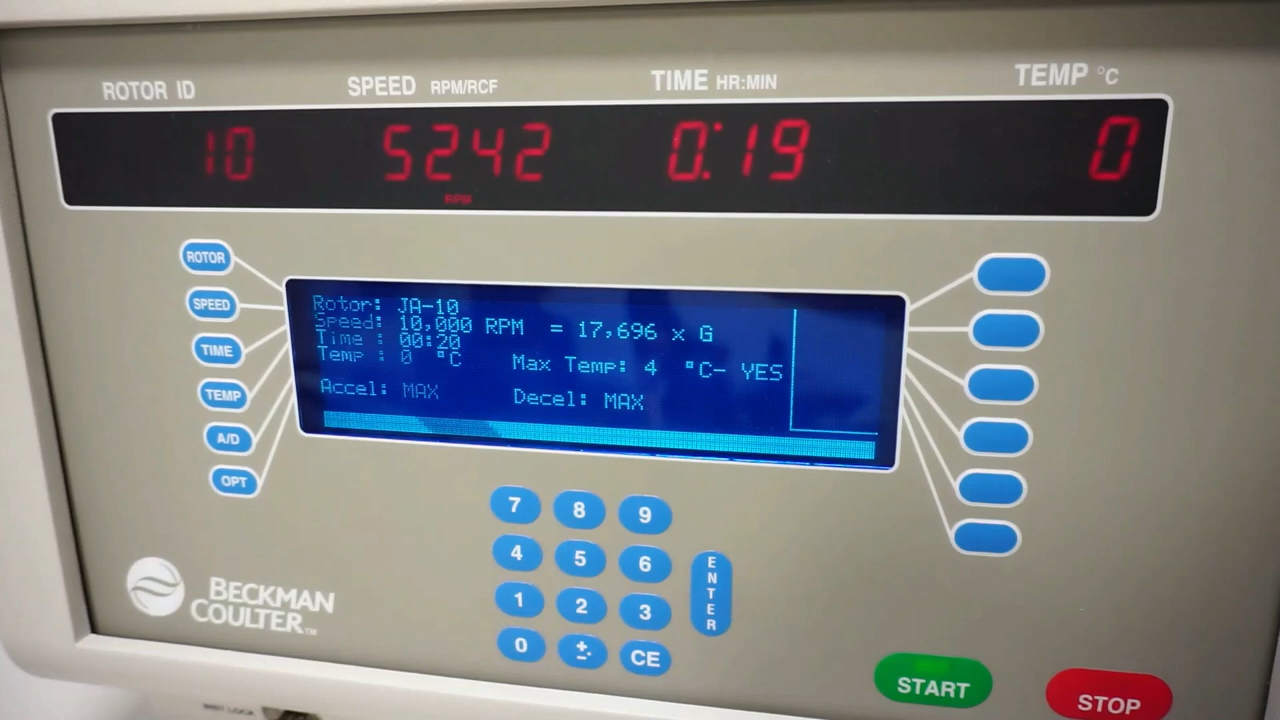 ROTOR ID
SPEED RPM/RCF
TIME HR:MIN
TEMP °C
10
5242
RPM
0:19
0
ROTOR
SPEED
TIME
TEMP
A/D
OPT
Rotor: JA-10
Speed: 10,000 RPM = 17,696 x G
Time : 00:20
Temp : 0 °C Max Temp: 4 °C- YES
Accel: MAX Decel: MAX
7 8 9
4 5 6
1 2 3
0 +- CE
ENTER
BECKMAN
COULTER™
START
STOP